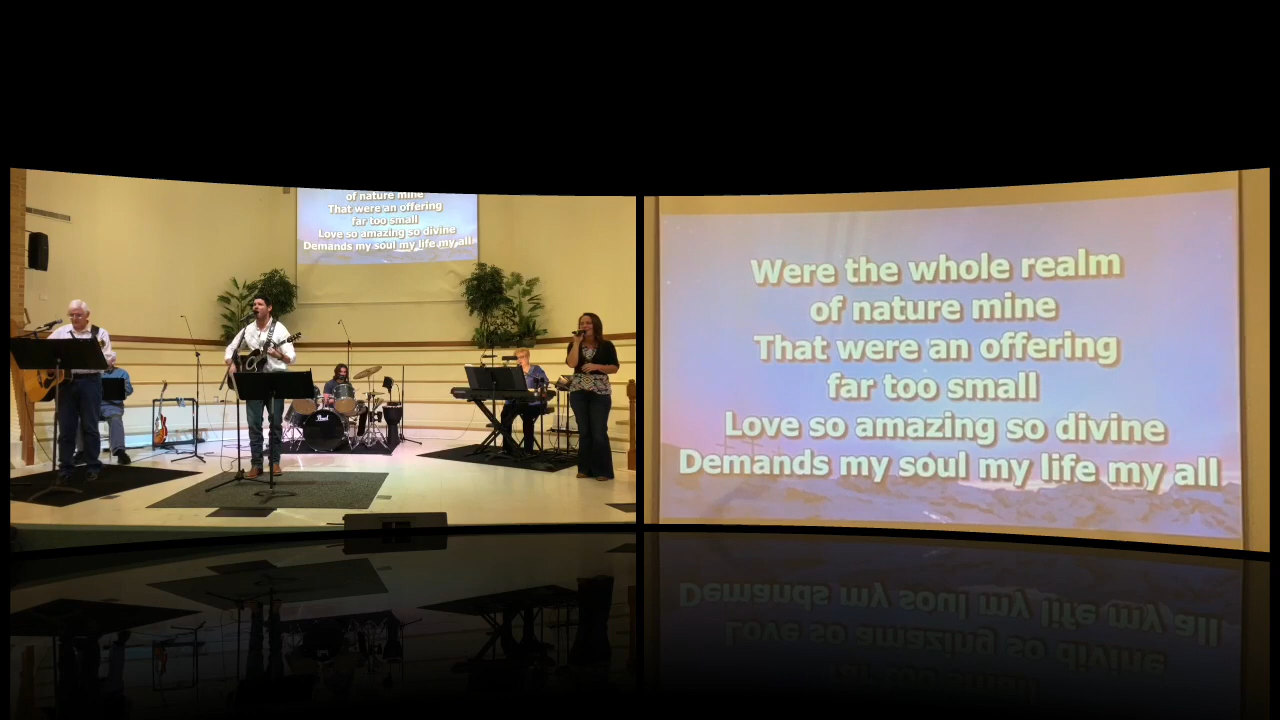 of nature mine
That were an offering
far too small
Love so amazing so divine
Demands my soul my life my all
Pearl
Were the whole realm
of nature mine
That were an offering
far too small
Love so amazing so divine
Demands my soul my life my all